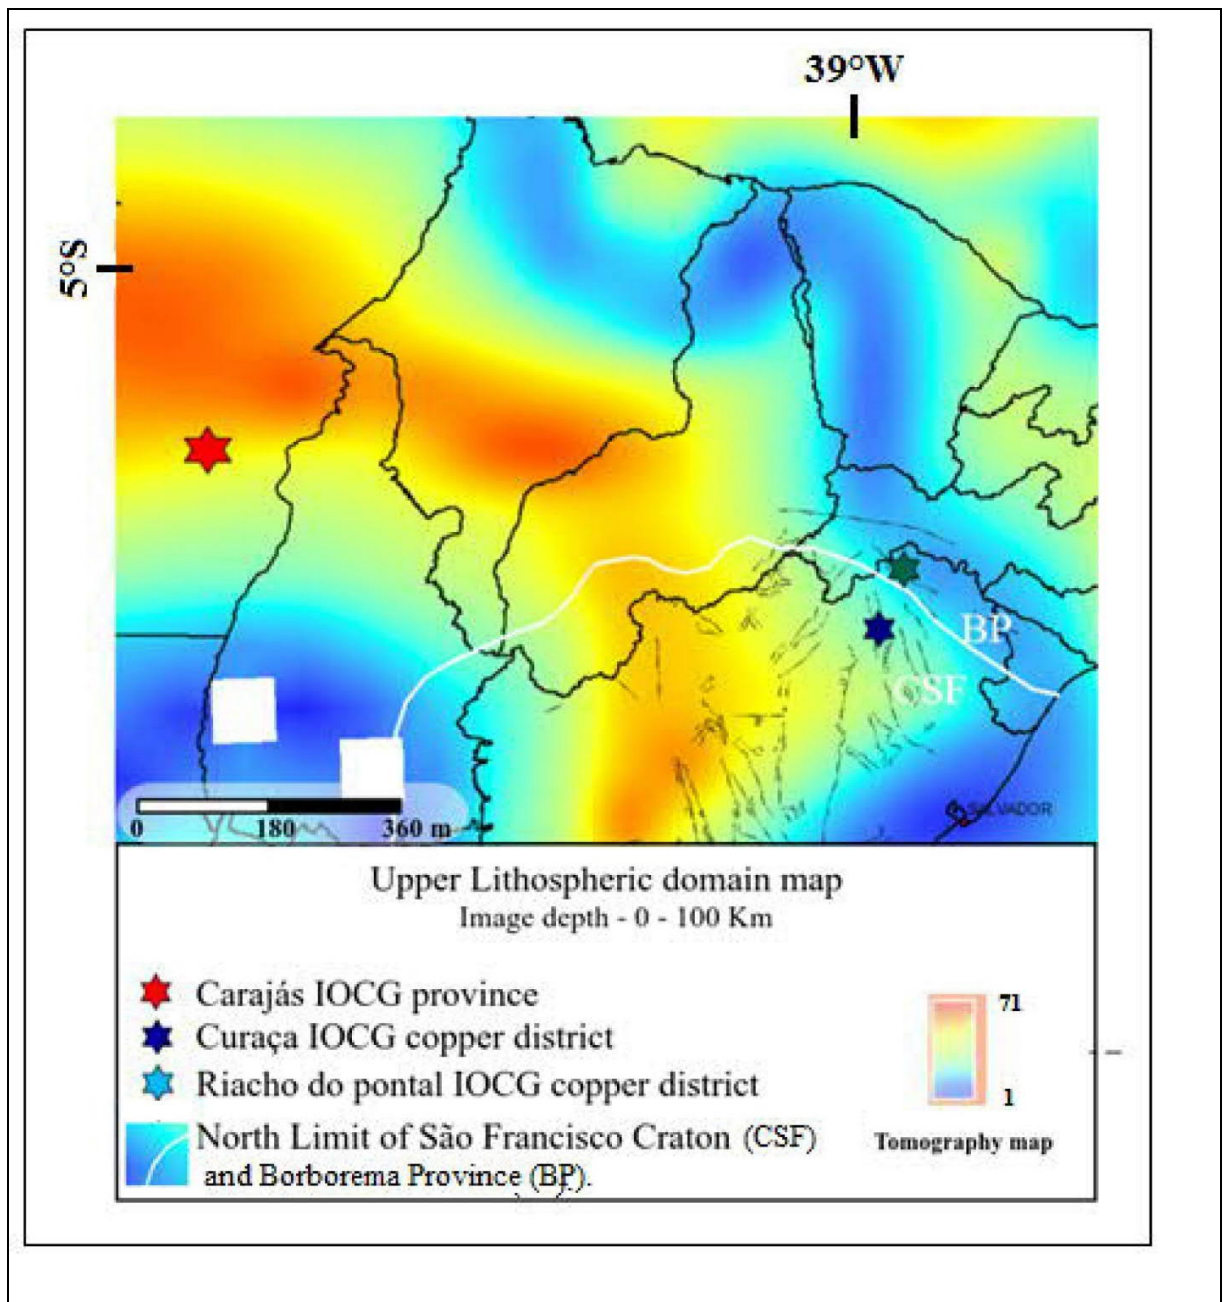 39°W
5°S
BP
CSF
SALVADOR
0 180 360 m
Upper Lithospheric domain map
Image depth - 0 - 100 Km
Carajás IOCG province
Curaça IOCG copper district
Riacho do pontal IOCG copper district
North Limit of São Francisco Craton (CSF)
and Borborema Province (BP).
71
1
Tomography map